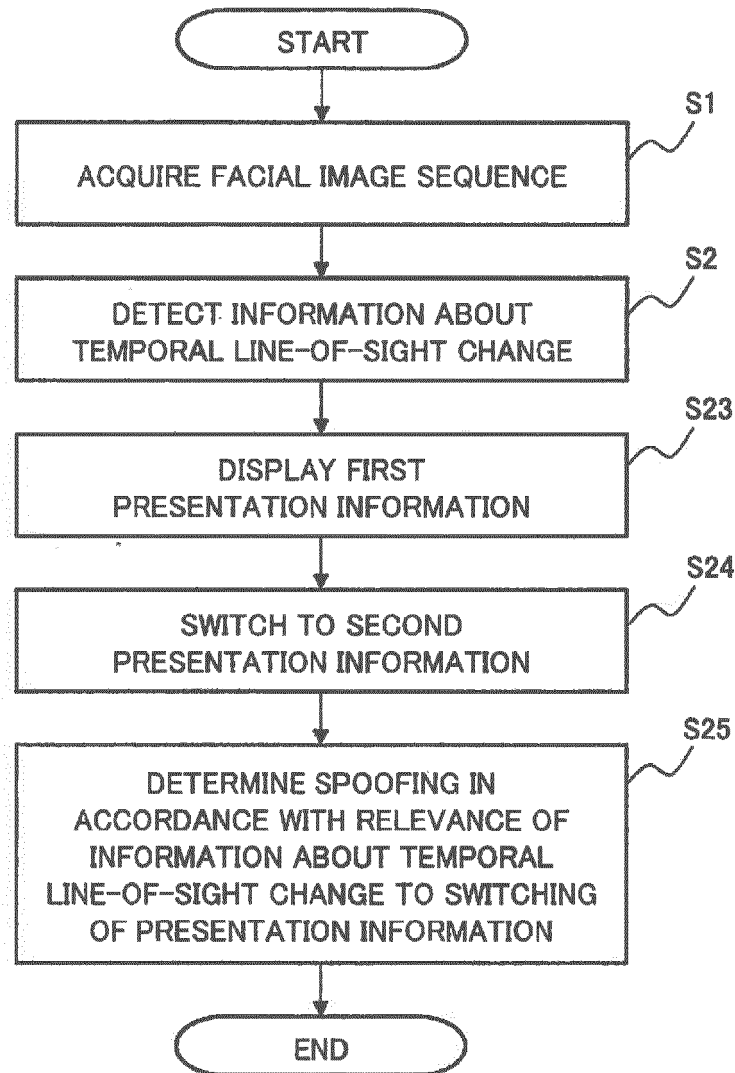 START
S1
ACQUIRE FACIAL IMAGE SEQUENCE
S2
DETECT INFORMATION ABOUT
TEMPORAL LINE-OF-SIGHT CHANGE
S23
DISPLAY FIRST
PRESENTATION INFORMATION
S24
SWITCH TO SECOND
PRESENTATION INFORMATION
S25
DETERMINE SPOOFING IN
ACCORDANCE WITH RELEVANCE OF
INFORMATION ABOUT TEMPORAL
LINE-OF-SIGHT CHANGE TO SWITCHING
OF PRESENTATION INFORMATION
END